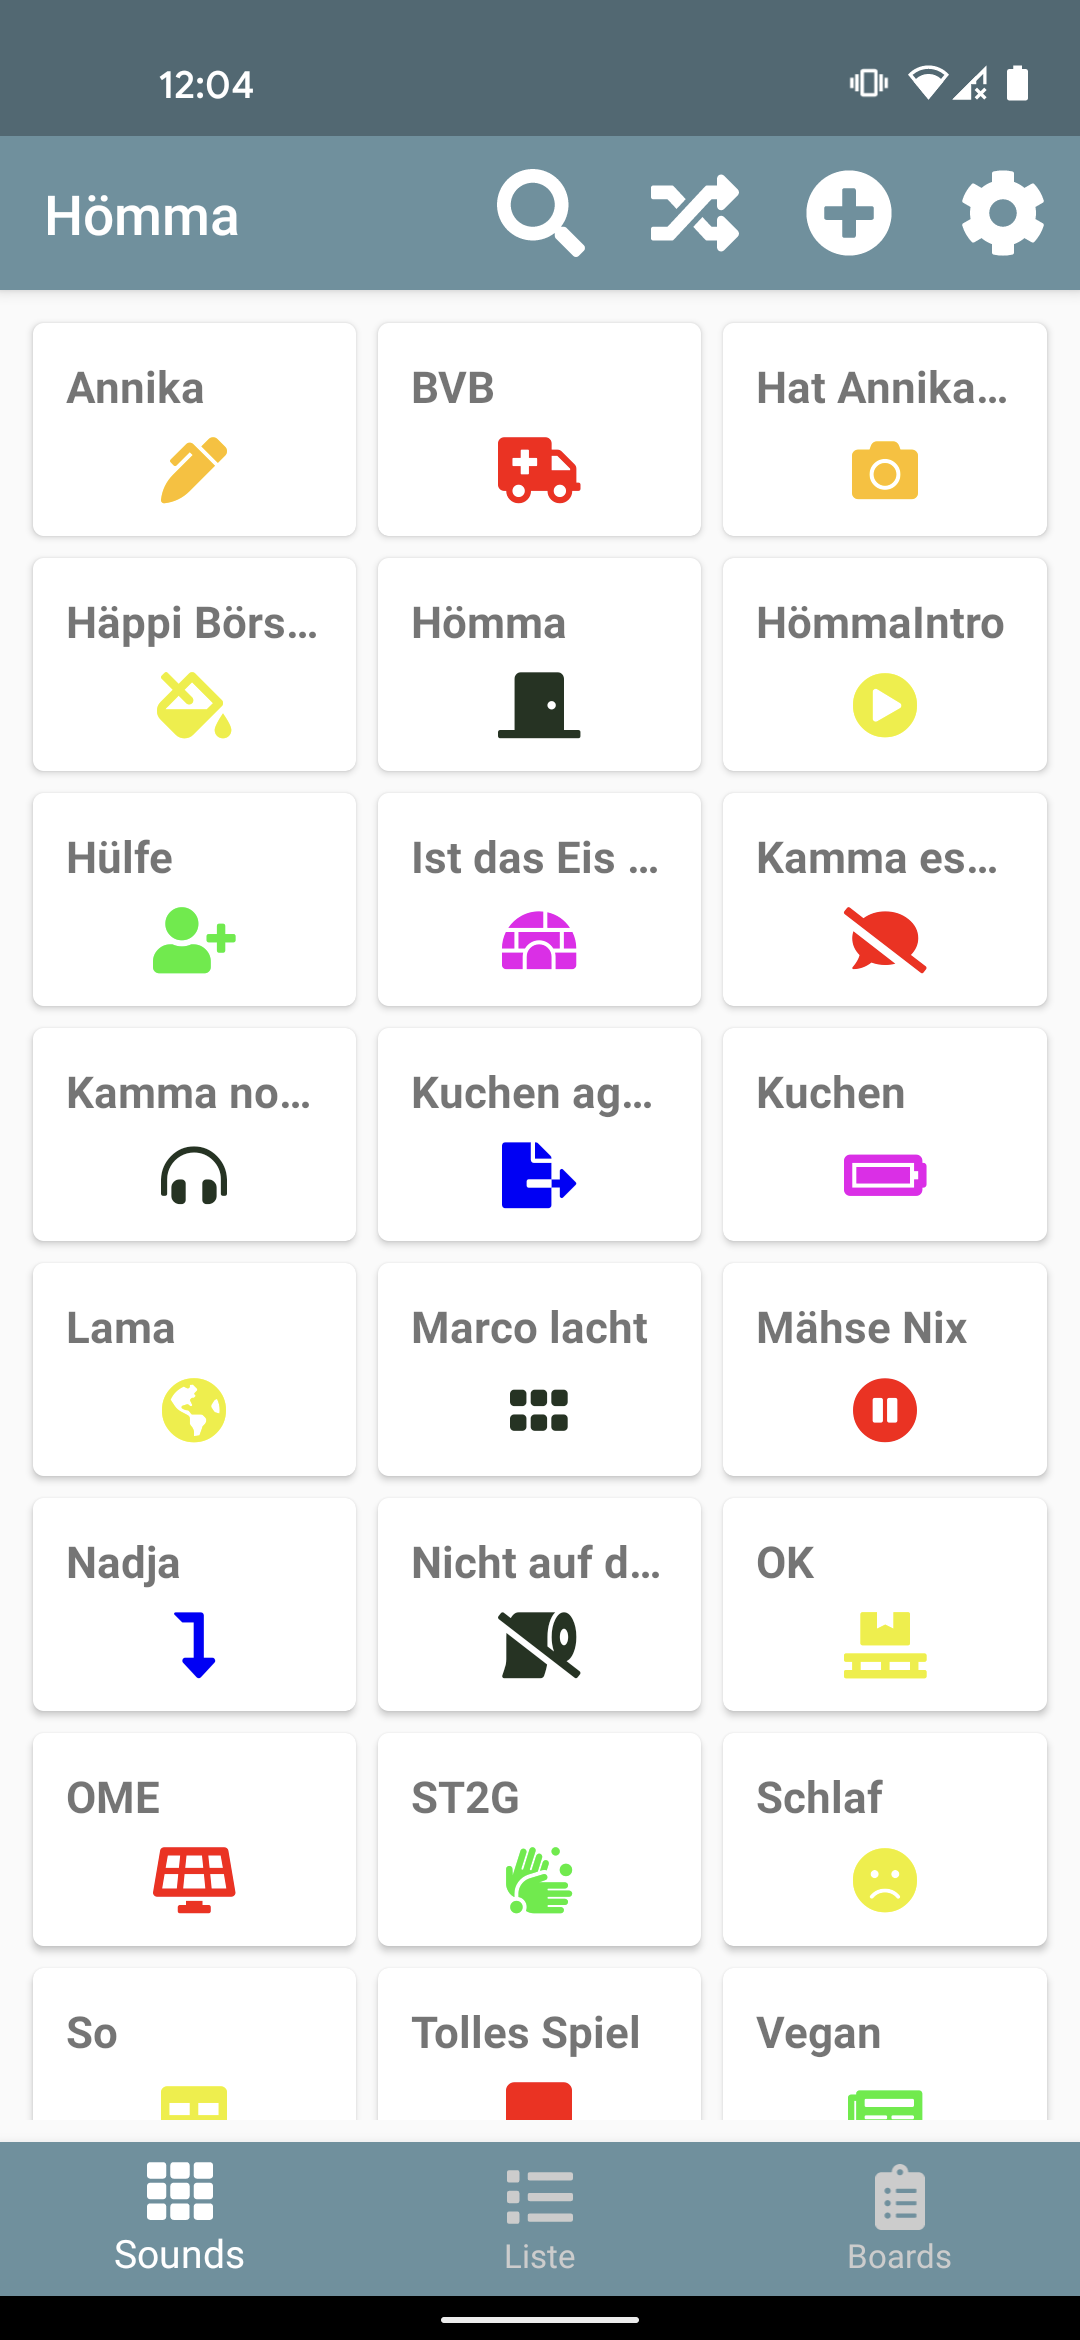 12:04
Hömma
Annika
BVB
Hat Annika...
Häppi Börs...
Hömma
HömmaIntro
Hülfe
Ist das Eis ...
Kamma es...
Kamma no...
Kuchen ag...
Kuchen
Lama
Marco lacht
Mähse Nix
Nadja
Nicht auf d...
OK
OME
ST2G
Schlaf
So
Tolles Spiel
Vegan
Sounds
Liste
Boards